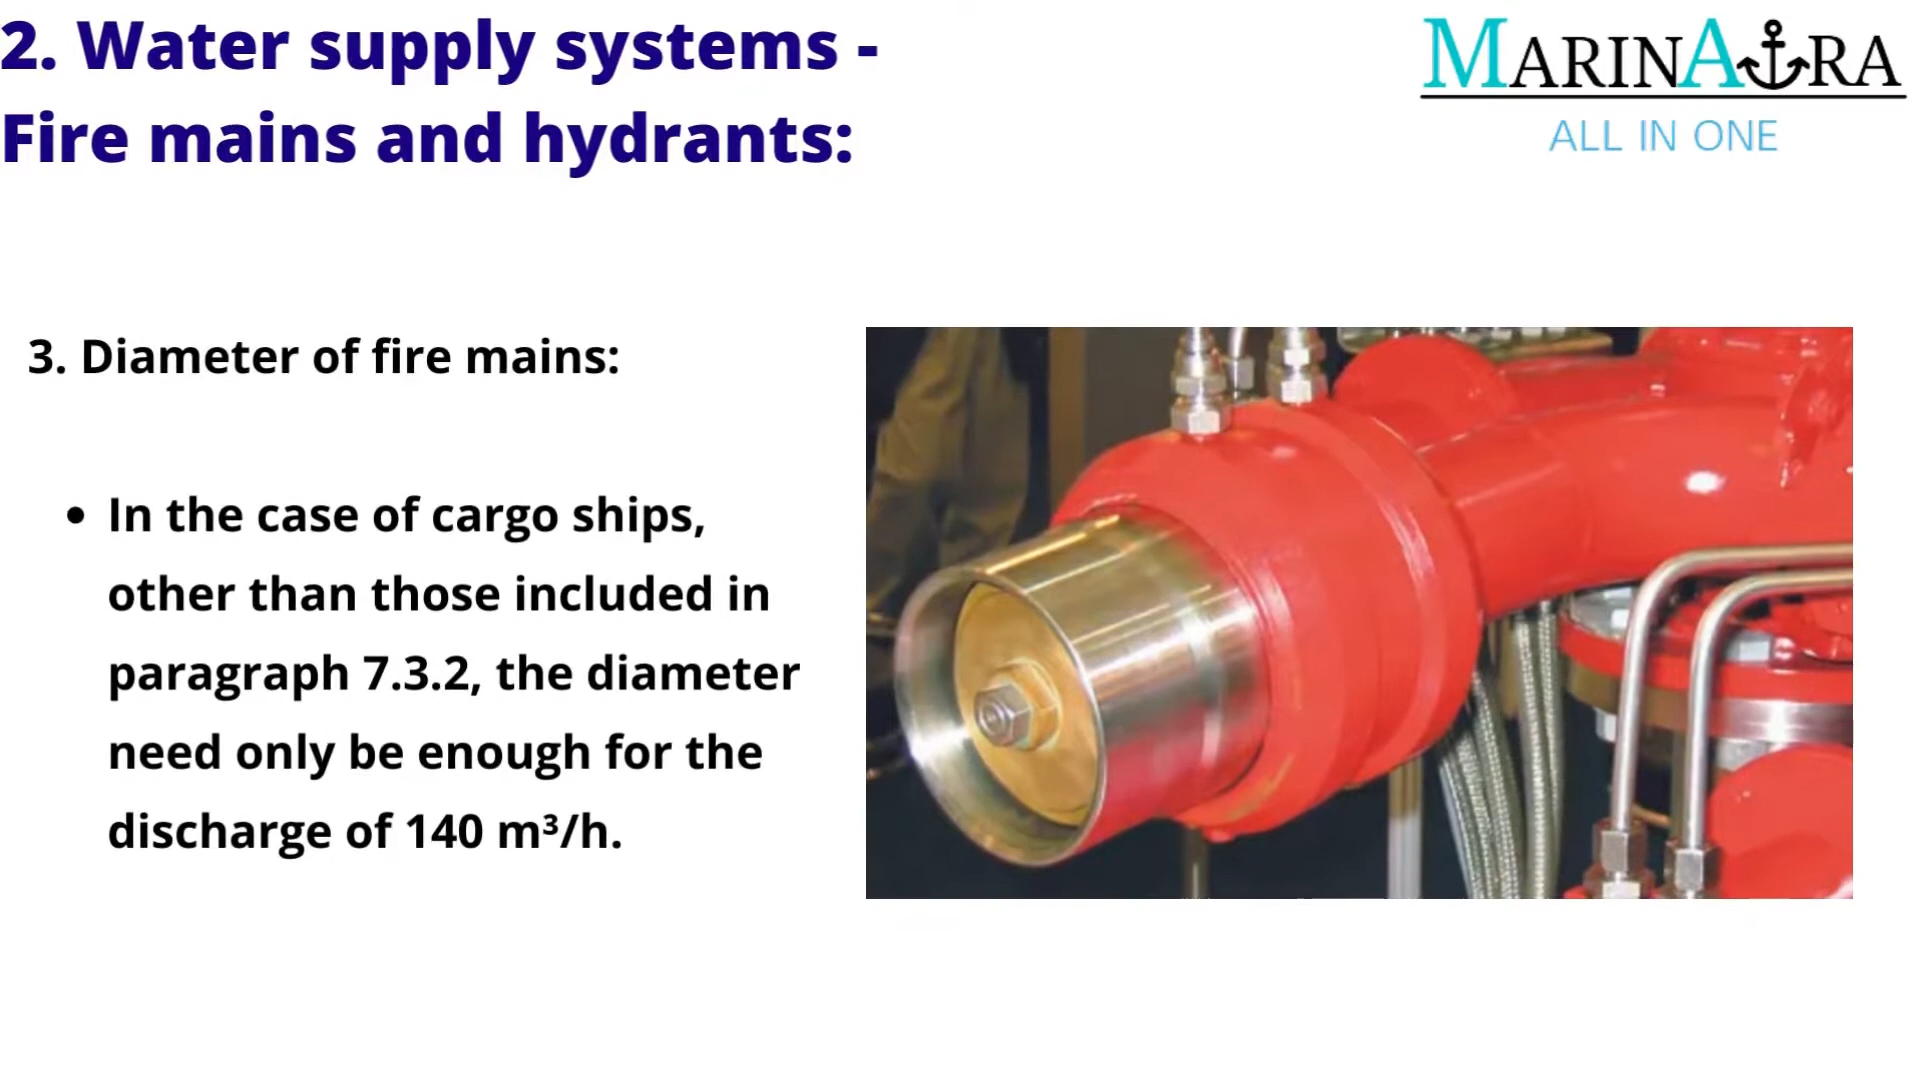 2. Water supply systems -
Fire mains and hydrants:
MARINAURA
ALL IN ONE
3. Diameter of fire mains:
• In the case of cargo ships,
other than those included in
paragraph 7.3.2, the diameter
need only be enough for the
discharge of 140 m³/h.